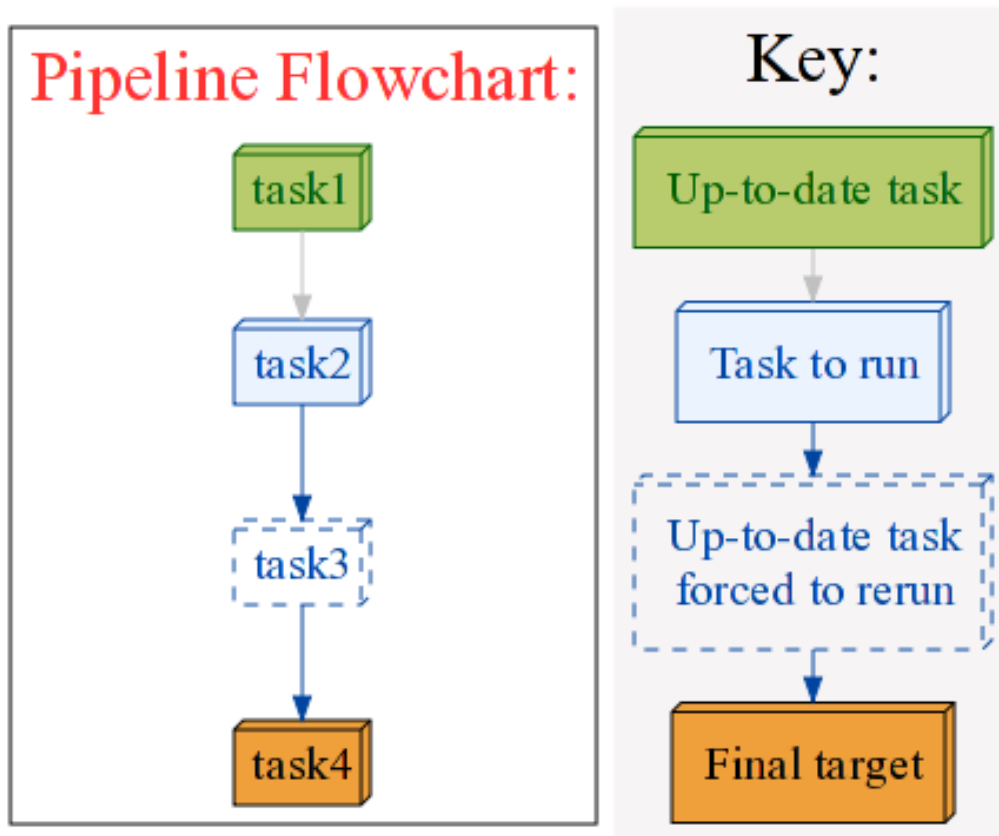 Pipeline Flowchart:
task1
task2
task3
task4
Key:
Up-to-date task
Task to run
Up-to-date task
forced to rerun
Final target